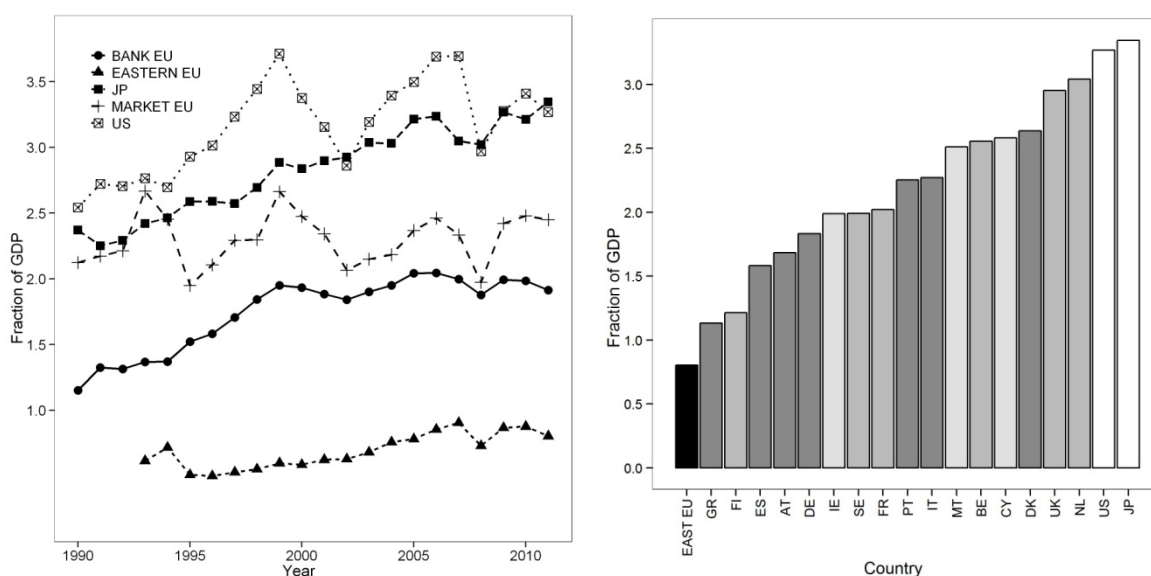 BANK EU
EASTERN EU
JP
MARKET EU
US
Fraction of GDP
3.5
3.0
2.5
2.0
1.5
1.0
1990
1995
2000
2005
2010
Year
Fraction of GDP
3.0
2.5
2.0
1.5
1.0
0.5
0.0
EAST EU
GR
FI
ES
AT
DE
IE
SE
FR
PT
IT
MT
BE
CY
DK
UK
NL
US
JP
Country